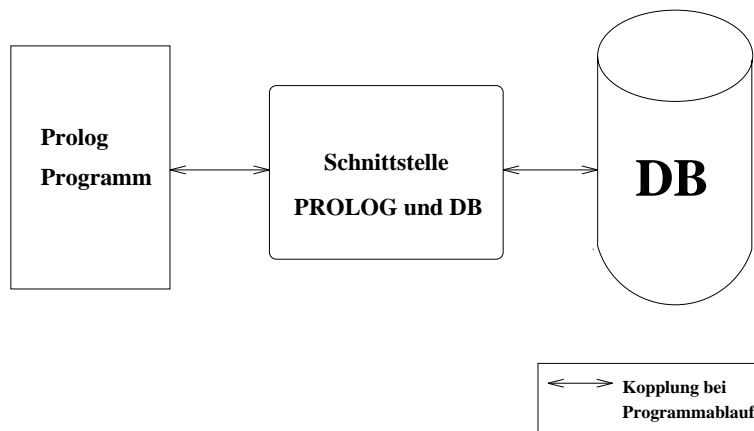 Prolog
Programm
Schnittstelle
PROLOG und DB
DB
Kopplung bei
Programmablauf